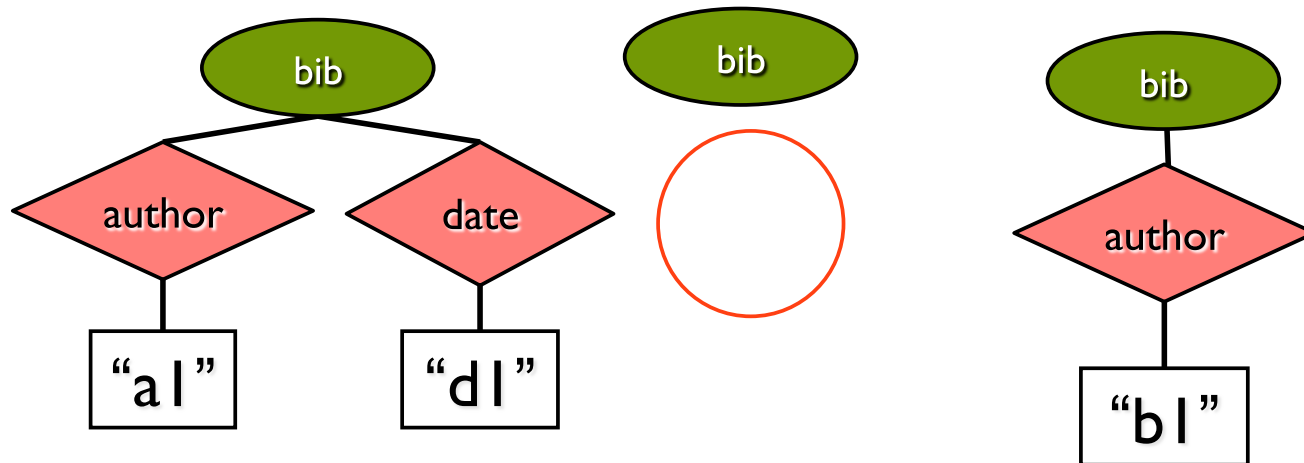 bib
bib
bib
author
date
author
“a1”
“d1”
“b1”